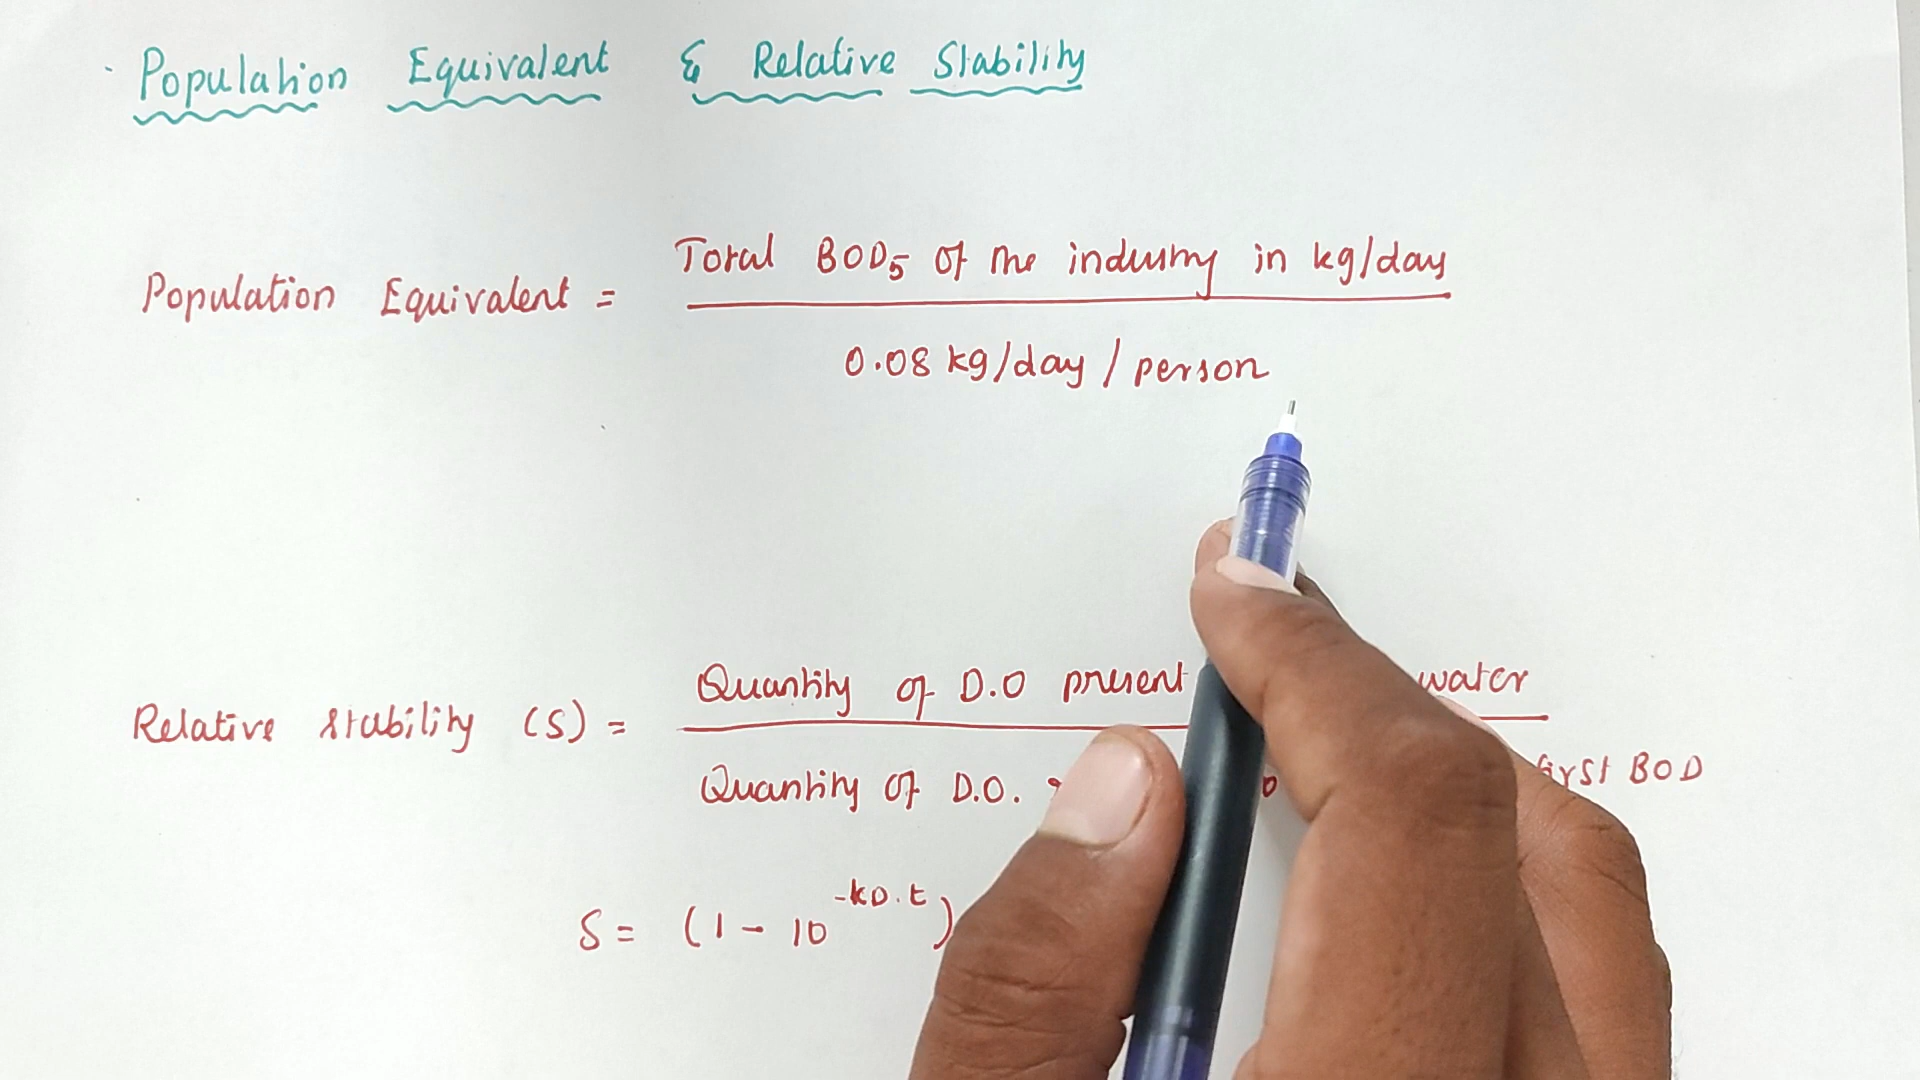 Population Equivalent & Relative Stability
Population Equivalent = Total BOD5 of the industry in kg/day
0.08 kg/day / person
Relative stability (S) = Quantity of D.O present water
Quantity of D.O. first BOD
S = (1 - 10^-KD.t)